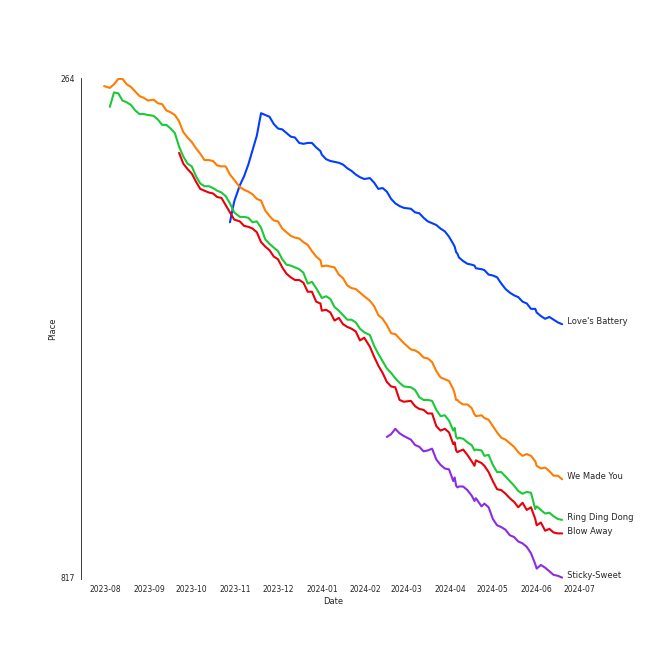 264
Love's Battery
Place
We Made You
Ring Ding Dong
Blow Away
Sticky-Sweet
817
2023-08 2023-09 2023-10 2023-11 2023-12 2024-01 2024-02 2024-03 2024-04 2024-05 2024-06 2024-07
Date